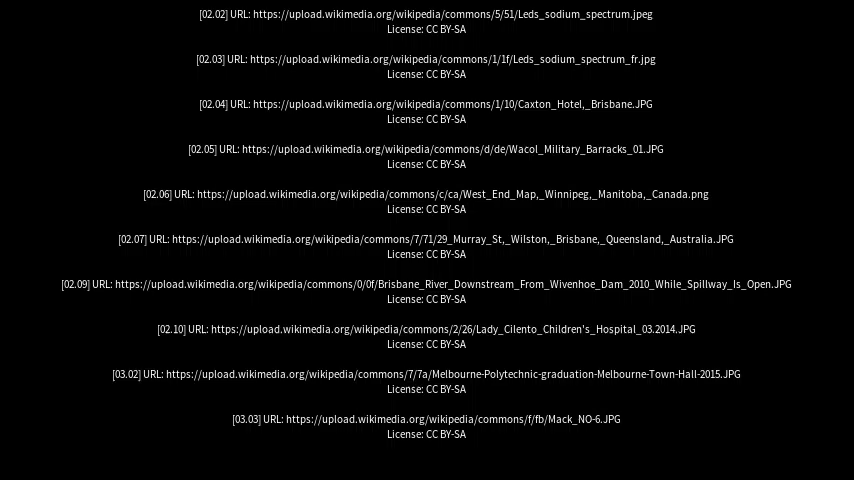 [02.02] URL: https://upload.wikimedia.org/wikipedia/commons/5/51/Leds_sodium_spectrum.jpeg
License: CC BY-SA
[02.03] URL: https://upload.wikimedia.org/wikipedia/commons/1/1f/Leds_sodium_spectrum_fr.jpg
License: CC BY-SA
[02.04] URL: https://upload.wikimedia.org/wikipedia/commons/1/10/Caxton_Hotel,_Brisbane.JPG
License: CC BY-SA
[02.05] URL: https://upload.wikimedia.org/wikipedia/commons/d/de/Wacol_Military_Barracks_01.JPG
License: CC BY-SA
[02.06] URL: https://upload.wikimedia.org/wikipedia/commons/c/ca/West_End_Map,_Winnipeg,_Manitoba,_Canada.png
License: CC BY-SA
[02.07] URL: https://upload.wikimedia.org/wikipedia/commons/7/71/29_Murray_St,_Wilston,_Brisbane,_Queensland,_Australia.JPG
License: CC BY-SA
[02.09] URL: https://upload.wikimedia.org/wikipedia/commons/0/0f/Brisbane_River_Downstream_From_Wivenhoe_Dam_2010_While_Spillway_Is_Open.JPG
License: CC BY-SA
[02.10] URL: https://upload.wikimedia.org/wikipedia/commons/2/26/Lady_Cilento_Children's_Hospital_03.2014.JPG
License: CC BY-SA
[03.02] URL: https://upload.wikimedia.org/wikipedia/commons/7/7a/Melbourne-Polytechnic-graduation-Melbourne-Town-Hall-2015.JPG
License: CC BY-SA
[03.03] URL: https://upload.wikimedia.org/wikipedia/commons/f/fb/Mack_NO-6.JPG
License: CC BY-SA